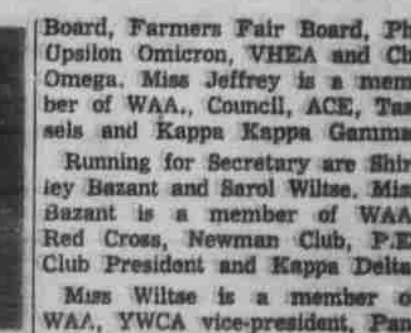 Board, Farmers Fair Board, Ph
Upsilon Omicron, VHEA and Ch
Omega. Miss Jeffrey is a mem
ber of WAA., Council, ACE, Tas
sels and Kappa Kappa Gamma
Running for Secretary are Shir
ley Bazant and Sarol Wiltse. Mis
Bazant is a member of WAA
Red Cross, Newman Club, P.E
Club President and Kappa Delta
Miss Wiltse is a member o
WAA, YWCA vice-president, Pan